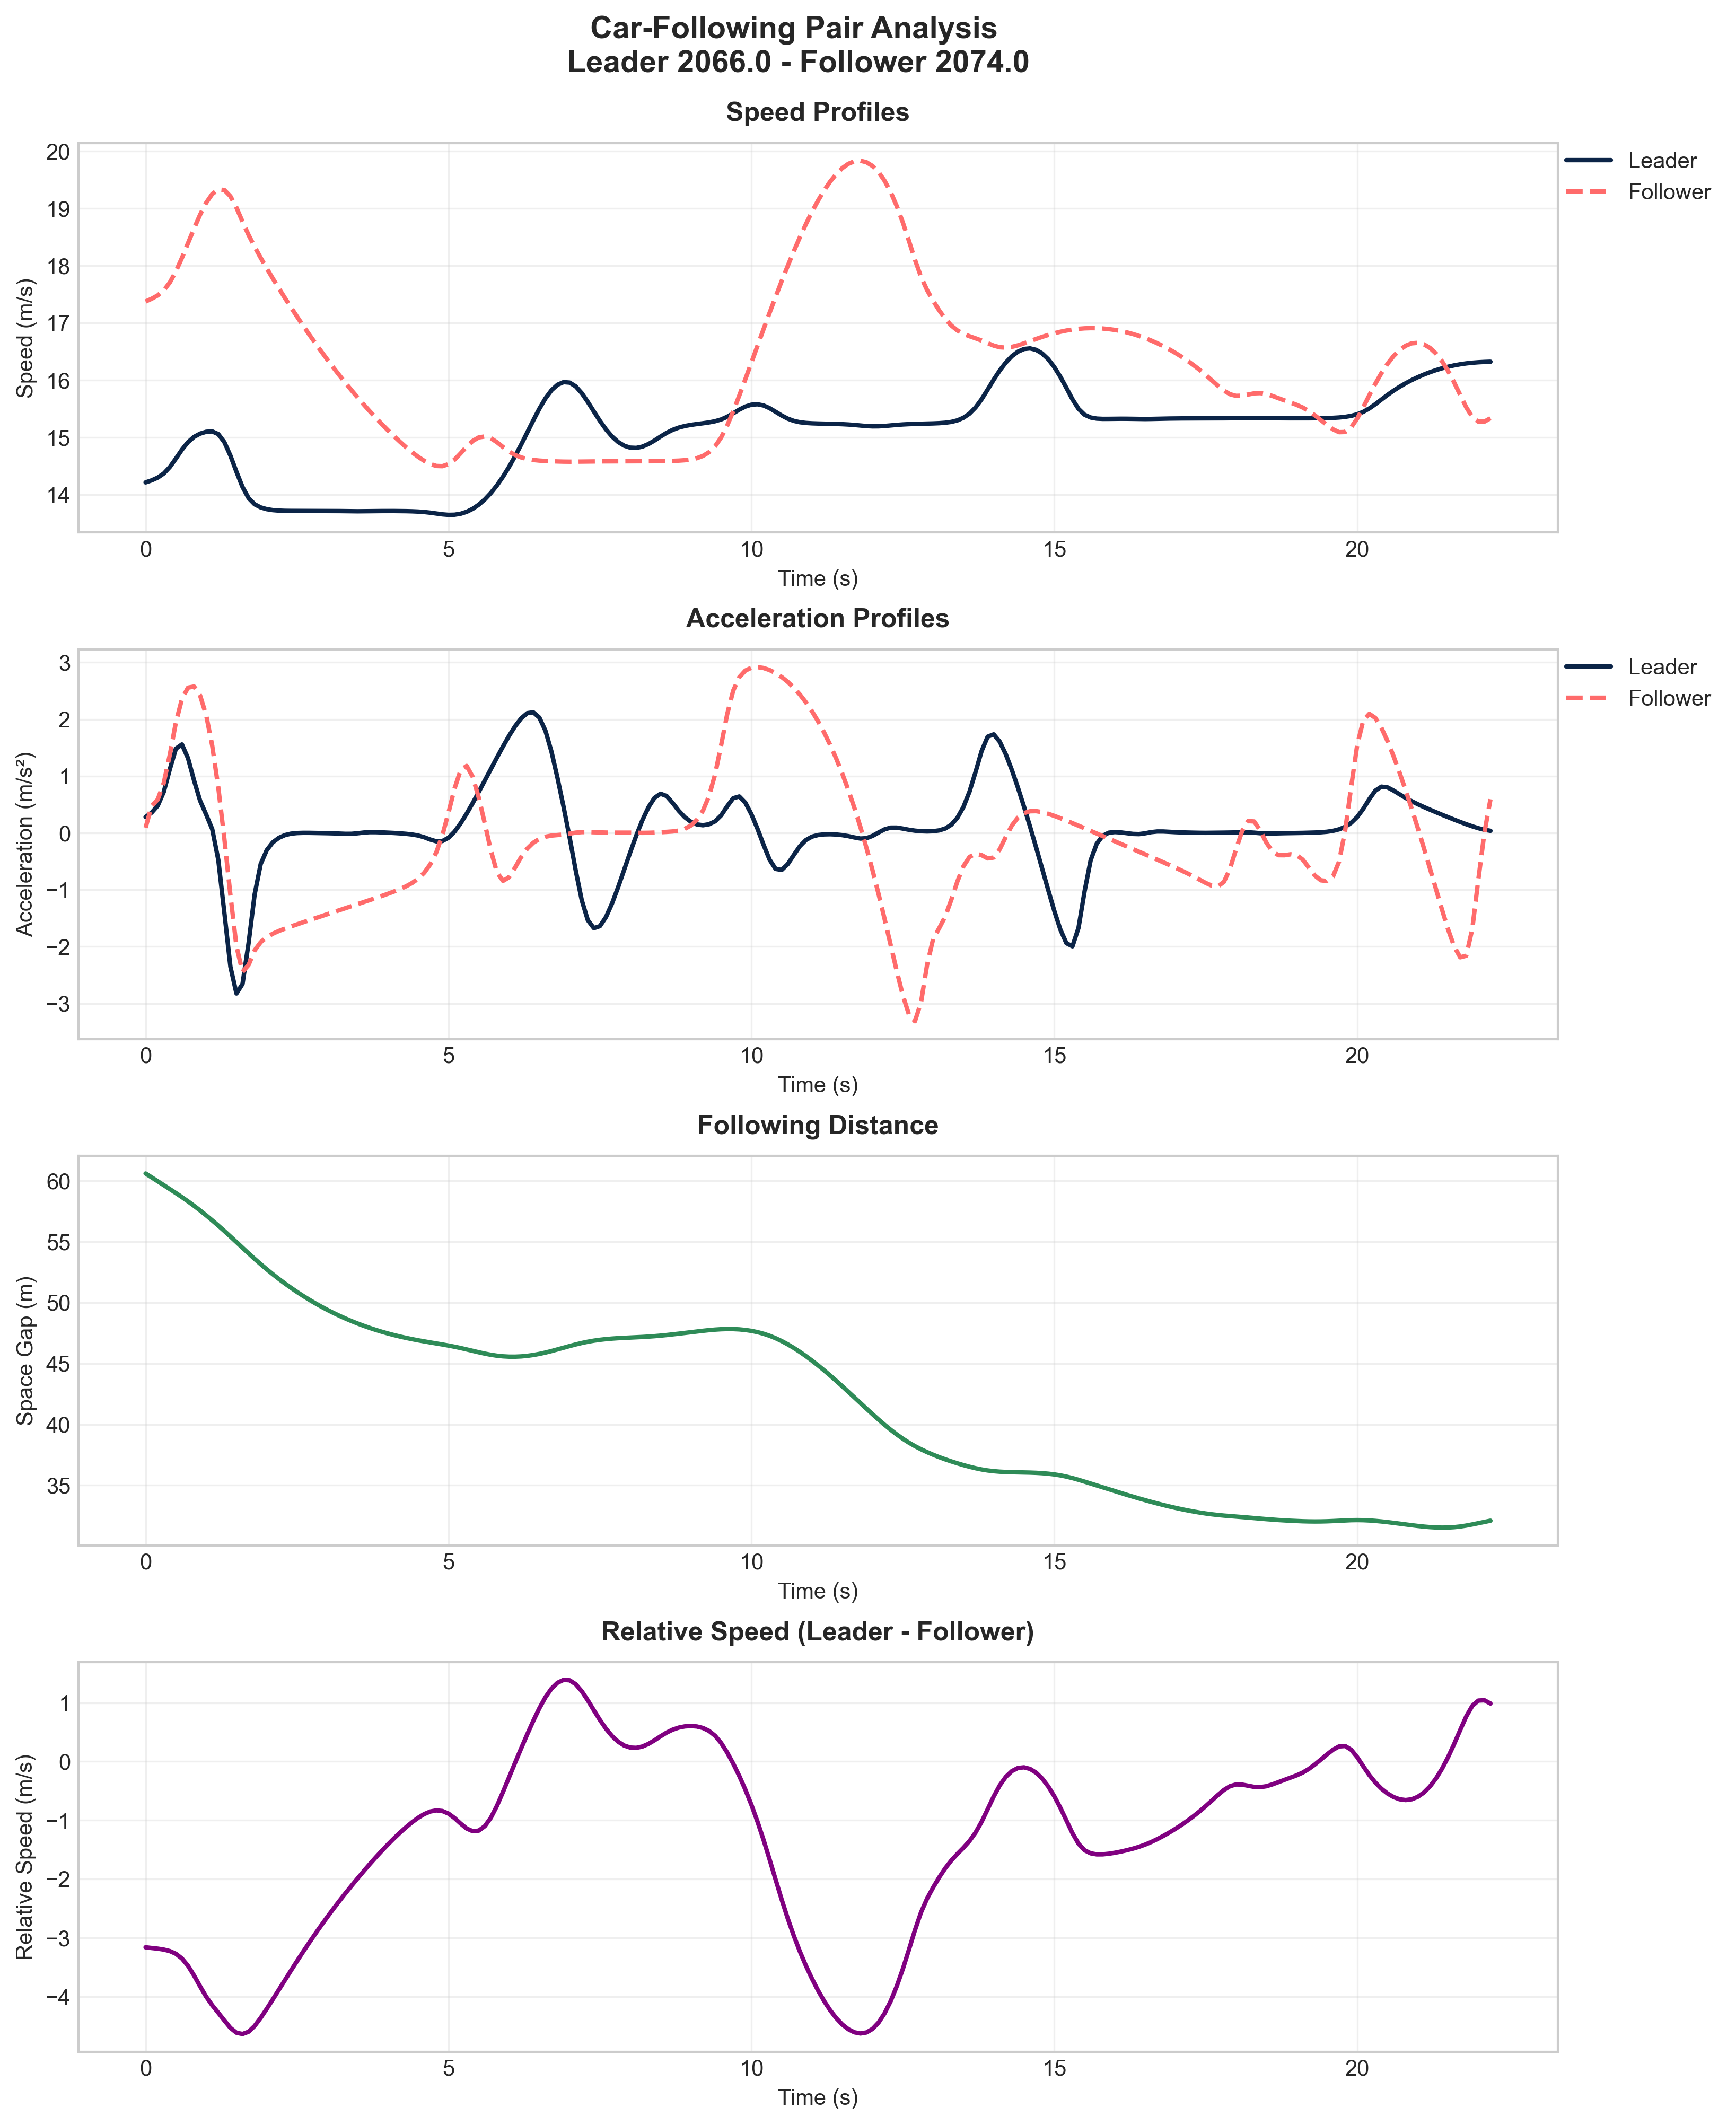 Car-Following Pair Analysis
Leader 2066.0 - Follower 2074.0
Speed Profiles
20
19
18
17
16
15
14
Speed (m/s)
0 5 10 15 20
Time (s)
Leader
Follower
Acceleration Profiles
3
2
1
0
−1
−2
−3
Acceleration (m/s²)
0 5 10 15 20
Time (s)
Leader
Follower
Following Distance
60
55
50
45
40
35
Space Gap (m)
0 5 10 15 20
Time (s)
Relative Speed (Leader - Follower)
1
0
−1
−2
−3
−4
Relative Speed (m/s)
0 5 10 15 20
Time (s)